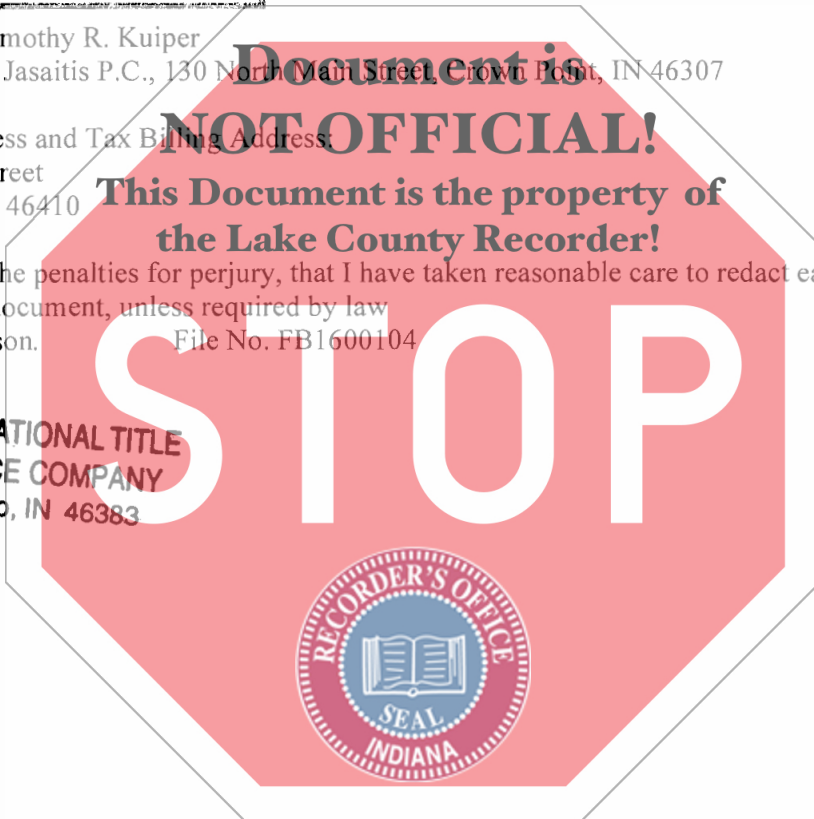 mothy R. Kuiper
Jasaitis P.C., 130 North Main Street, Crown Point, IN 46307
Document is
ess and Tax Billing Address:
NOT OFFICIAL!
reet
46410
This Document is the property of
the Lake County Recorder!
he penalties for perjury, that I have taken reasonable care to redact ea
ocument, unless required by law
son. File No. FB1600104
STOP
ATIONAL TITLE
CE COMPANY
o, IN 46383
RECORDER'S OFFICE
SEAL
INDIANA